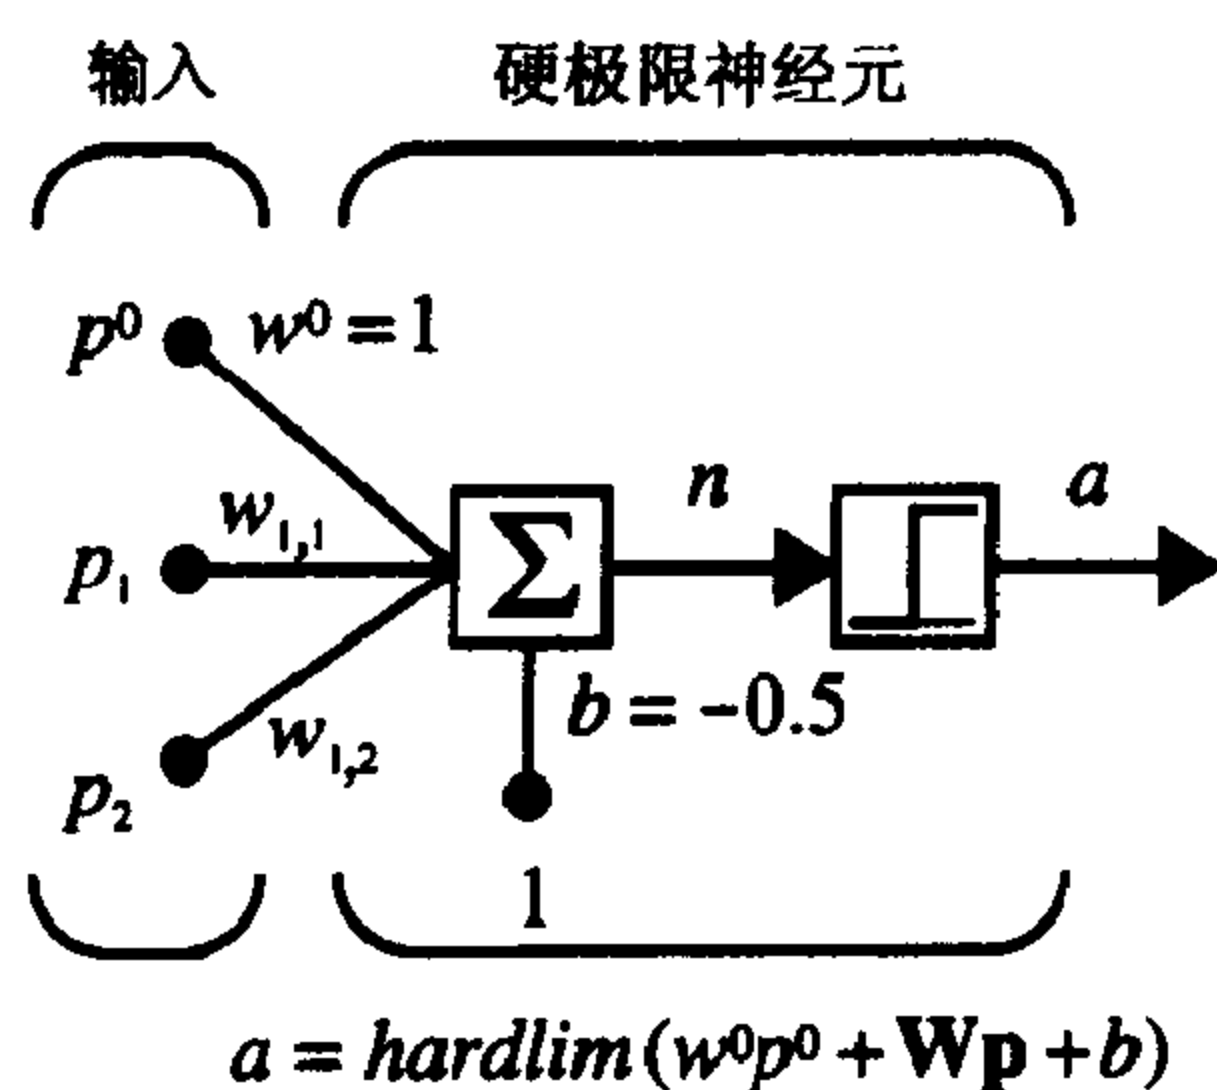 输入 硬极限神经元
p⁰ w⁰ = 1
w₁,₁ n a
p₁ Σ
b = -0.5
w₁,₂
p₂
1
a = hardlim(w⁰p⁰ + Wp + b)